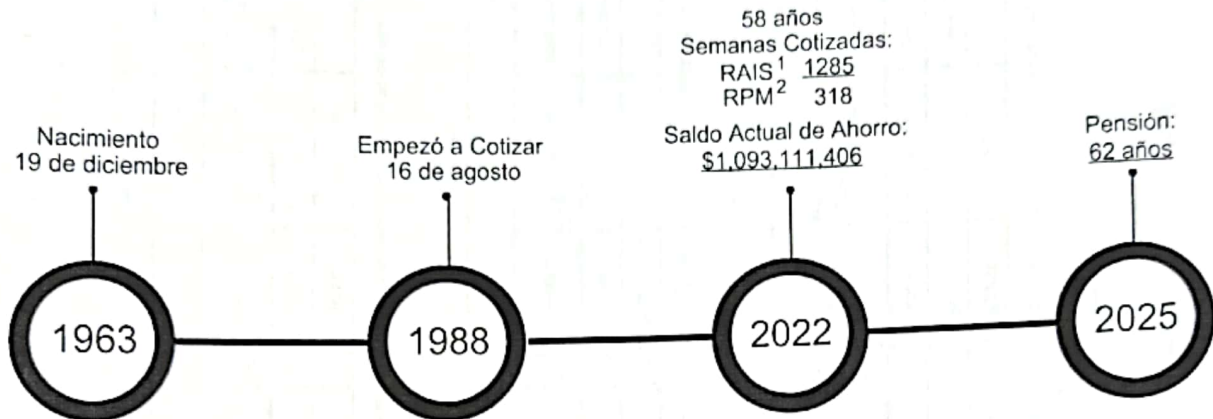 Nacimiento
19 de diciembre
1963
Empezó a Cotizar
16 de agosto
1988
58 años
Semanas Cotizadas:
RAIS¹ 1285
RPM² 318
Saldo Actual de Ahorro:
$1,093,111,406
2022
Pensión:
62 años
2025